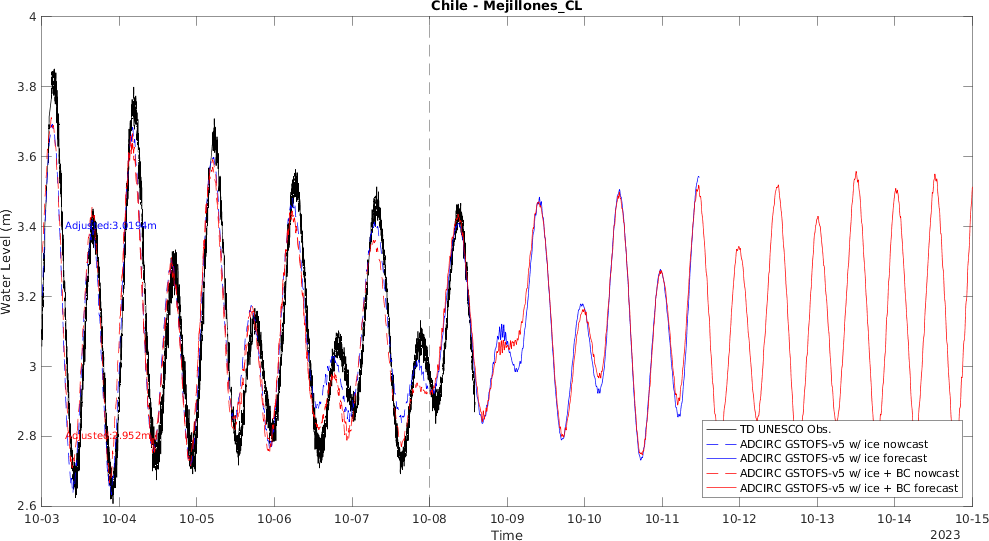 Chile - Mejillones_CL
4
3.8
3.6
3.4
3.2
3
2.8
2.6
Water Level (m)
Adjusted:3.0194m
Adjusted:2.952m
TD UNESCO Obs.
ADCIRC GSTOFS-v5 w/ ice nowcast
ADCIRC GSTOFS-v5 w/ ice forecast
ADCIRC GSTOFS-v5 w/ ice + BC nowcast
ADCIRC GSTOFS-v5 w/ ice + BC forecast
10-03 10-04 10-05 10-06 10-07 10-08 10-09 10-10 10-11 10-12 10-13 10-14 10-15
Time
2023